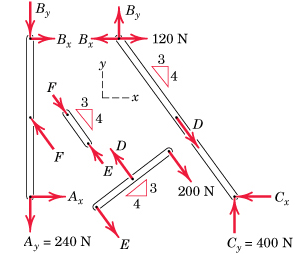 B_y
B_y
B_x
B_x
120 N
y
x
3
4
F
3
4
D
F
E
D
3
4
200 N
A_x
C_x
E
A_y = 240 N
C_y = 400 N